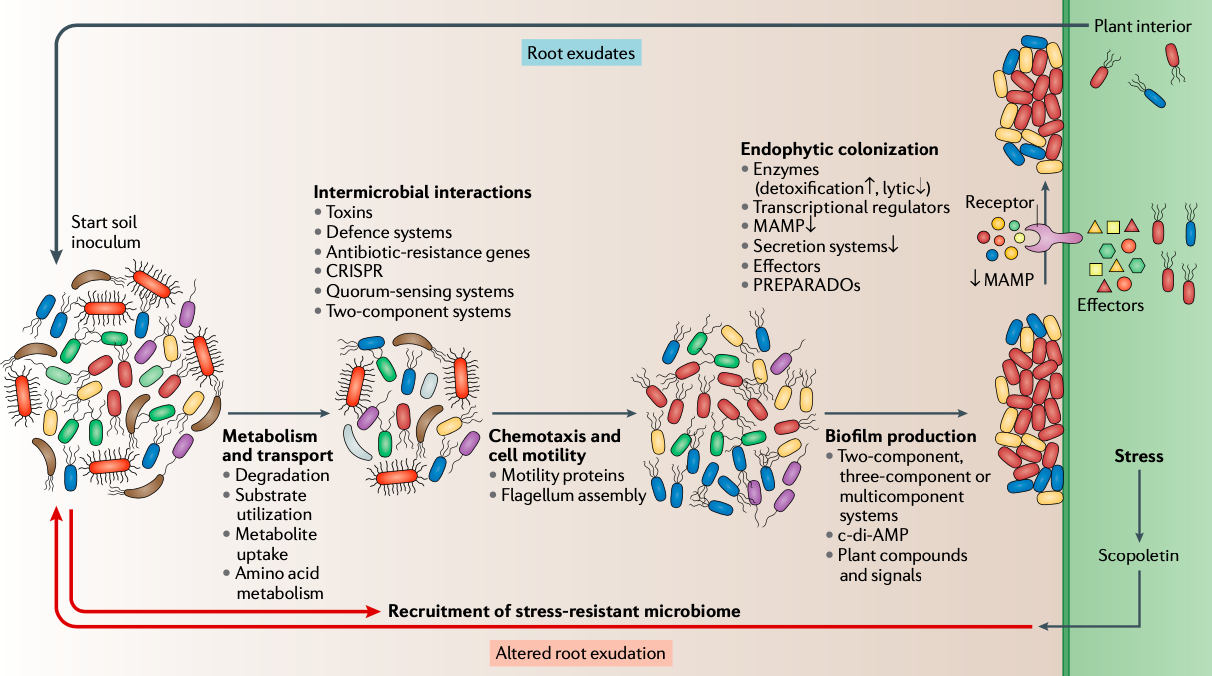 Plant interior
Root exudates
Start soil
inoculum
Intermicrobial interactions
• Toxins
• Defence systems
• Antibiotic-resistance genes
• CRISPR
• Quorum-sensing systems
• Two-component systems
Endophytic colonization
• Enzymes
(detoxification↑, lytic↓)
• Transcriptional regulators
• MAMP↓
• Secretion systems↓
• Effectors
• PREPARADOs
Receptor
↓ MAMP
Effectors
Metabolism
and transport
• Degradation
• Substrate
utilization
• Metabolite
uptake
• Amino acid
metabolism
Chemotaxis and
cell motility
• Motility proteins
• Flagellum assembly
Biofilm production
• Two-component,
three-component or
multicomponent
systems
• c-di-AMP
• Plant compounds
and signals
Stress
Scopoletin
Recruitment of stress-resistant microbiome
Altered root exudation